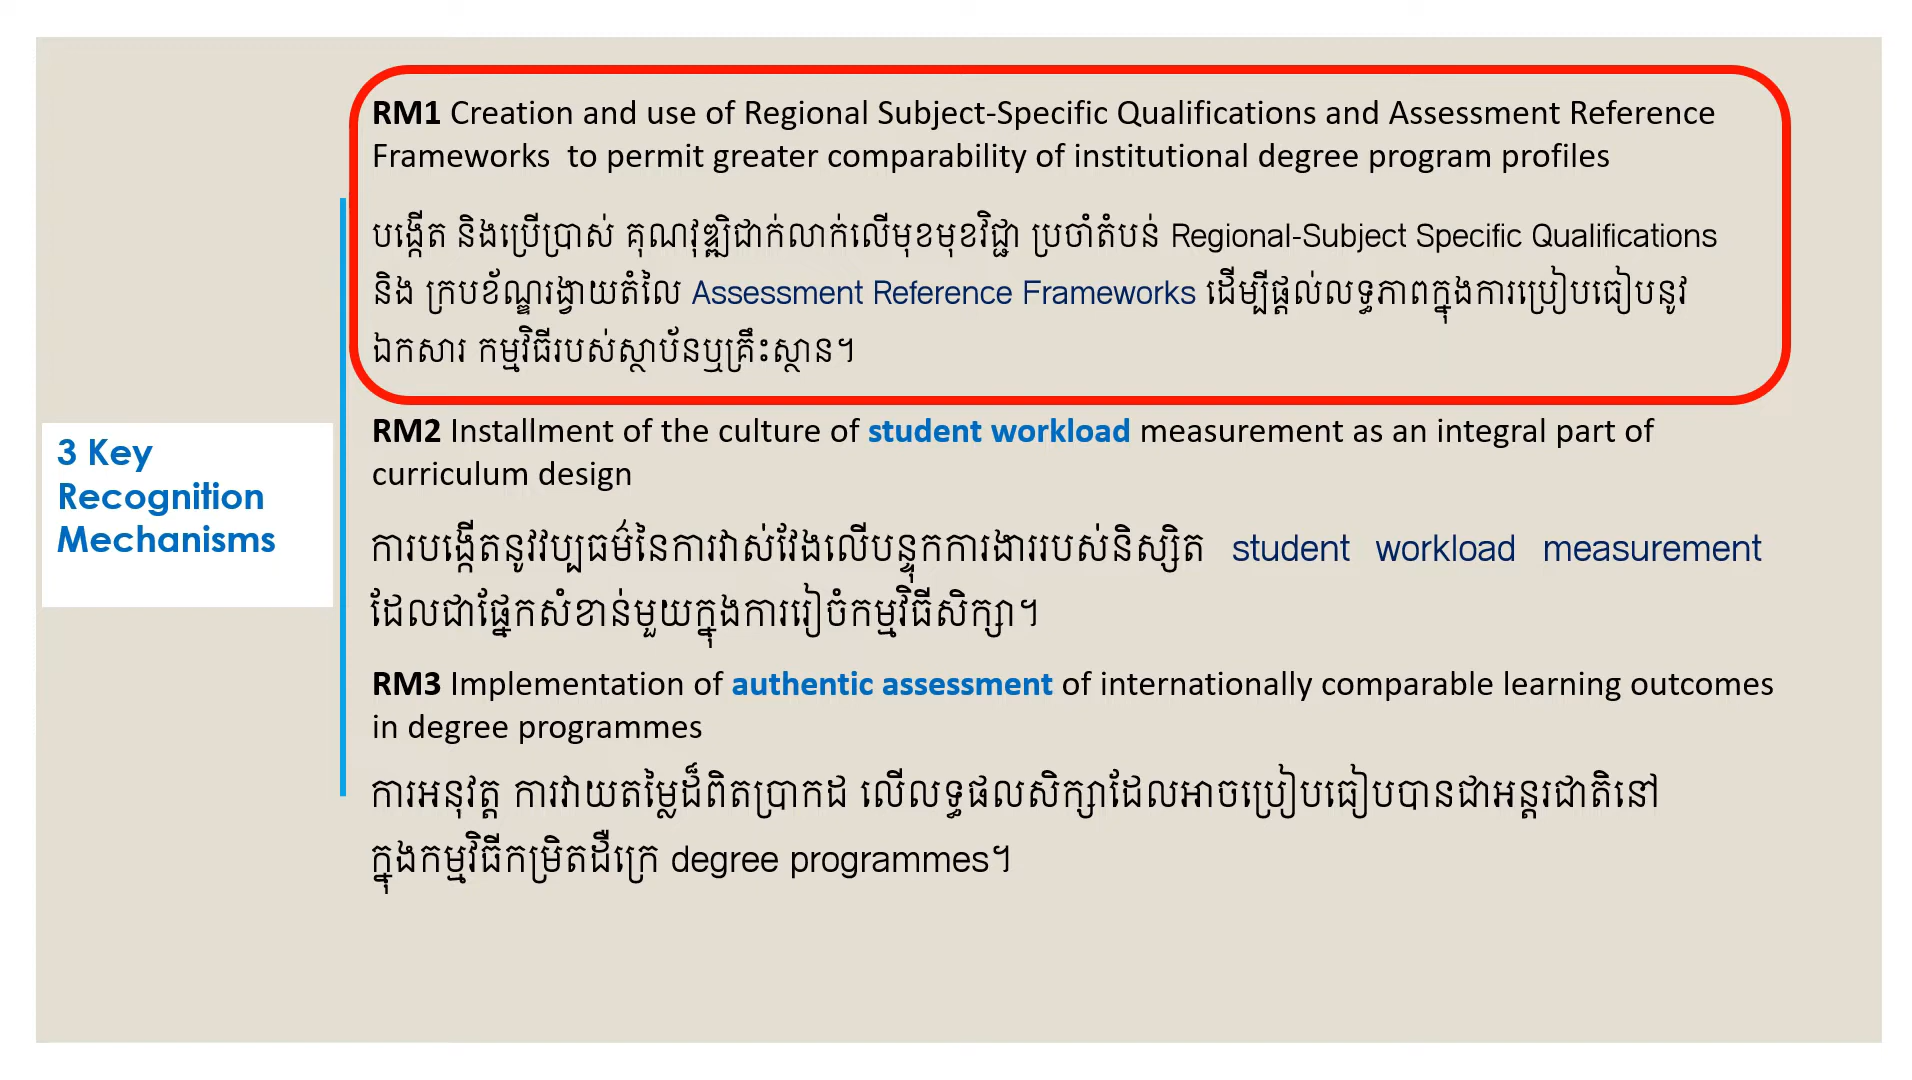 3 Key
Recognition
Mechanisms
RM1 Creation and use of Regional Subject-Specific Qualifications and Assessment Reference
Frameworks to permit greater comparability of institutional degree program profiles
បង្កើត និងប្រើប្រាស់ គុណវុឌ្ឍិជាក់លាក់លើមុខមុខវិជ្ជា ប្រចាំតំបន់ Regional-Subject Specific Qualifications
និង ក្របខ័ណ្ឌរង្វាយតំលៃ Assessment Reference Frameworks ដើម្បីផ្តល់លទ្ធភាពក្នុងការប្រៀបធៀបនូវ
ឯកសារ កម្មវិធីរបស់ស្ថាប័នឬគ្រឹះស្ថាន។
RM2 Installment of the culture of student workload measurement as an integral part of
curriculum design
ការបង្កើតនូវវប្បធម៌នៃការវាស់វែងលើបន្ទុកការងាររបស់និស្សិត student workload measurement
ដែលជាផ្នែកសំខាន់មួយក្នុងការរៀបចំកម្មវិធីសិក្សា។
RM3 Implementation of authentic assessment of internationally comparable learning outcomes
in degree programmes
ការអនុវត្ត ការវាយតម្លៃដ៏ពិតប្រាកដ លើលទ្ធផលសិក្សាដែលអាចប្រៀបធៀបបានជាអន្តរជាតិនៅ
ក្នុងកម្មវិធីកម្រិតដឺក្រេ degree programmes។